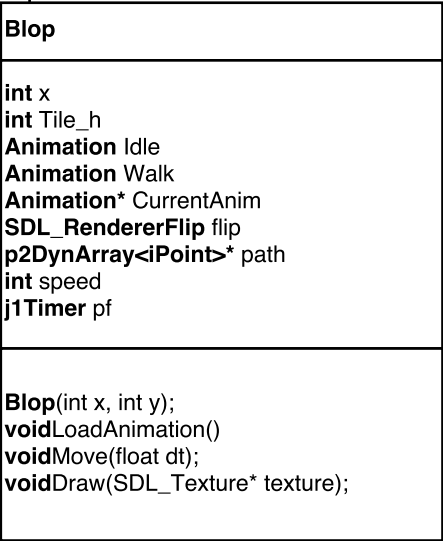 Blop
int x
int Tile_h
Animation Idle
Animation Walk
Animation* CurrentAnim
SDL_RendererFlip flip
p2DynArray<iPoint>* path
int speed
j1Timer pf
Blop(int x, int y);
voidLoadAnimation()
voidMove(float dt);
voidDraw(SDL_Texture* texture);